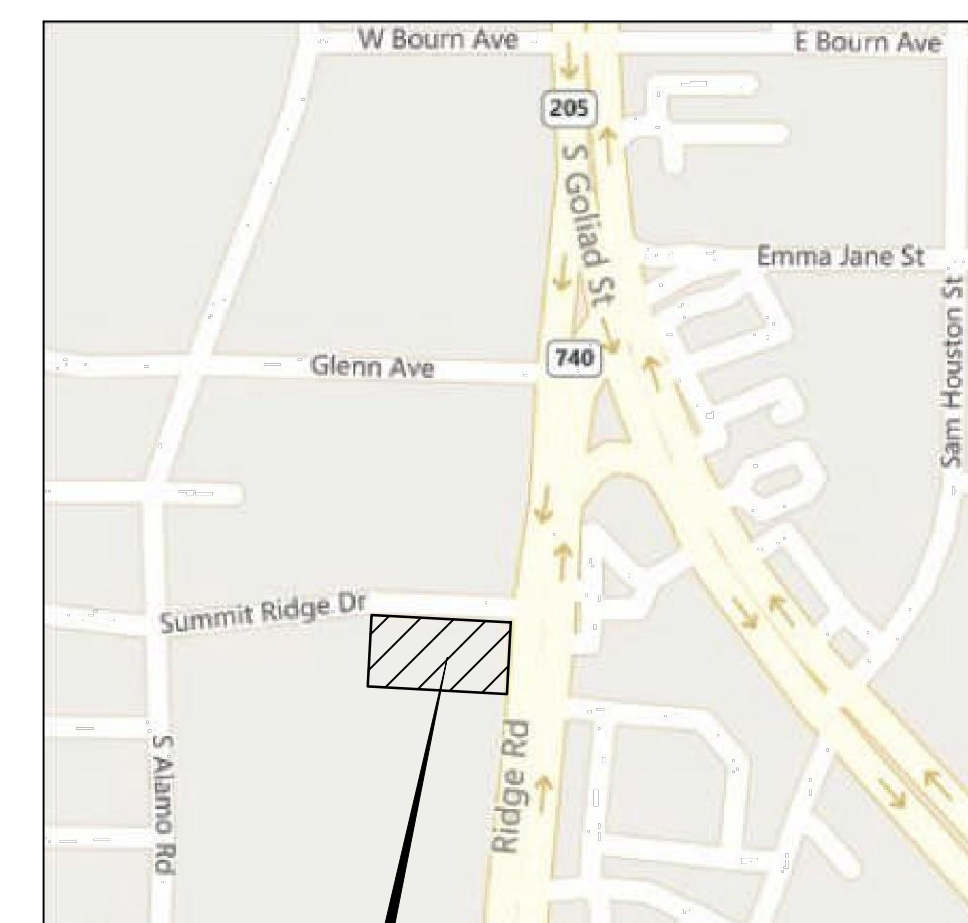 W Bourn Ave
E Bourn Ave
205
S Goliad St
Emma Jane St
Sam Houston St
740
Glenn Ave
Summit Ridge Dr
Ridge Rd
S Alamo Rd